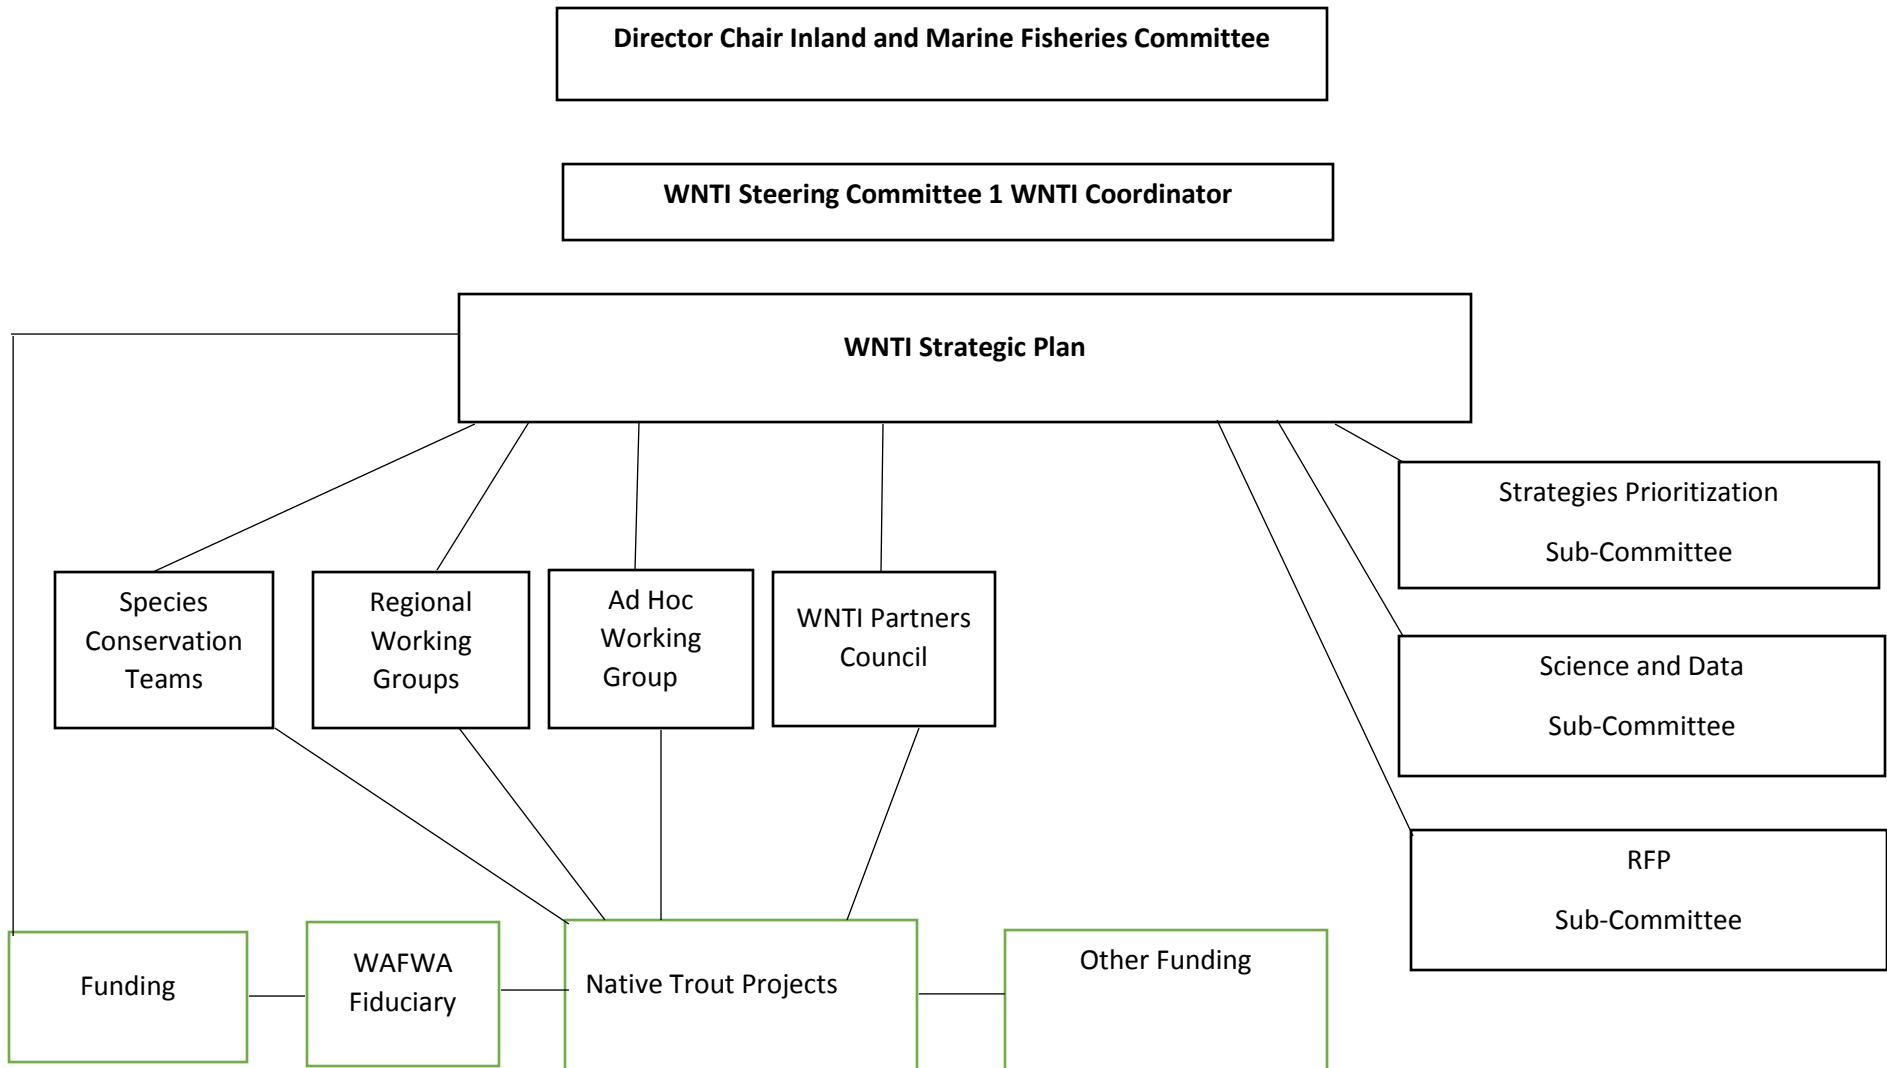 Director Chair Inland and Marine Fisheries Committee
WNTI Steering Committee 1 WNTI Coordinator
WNTI Strategic Plan
Strategies Prioritization
Sub-Committee
Species
Conservation
Teams
Regional
Working
Groups
Ad Hoc
Working
Group
WNTI Partners
Council
Science and Data
Sub-Committee
RFP
Sub-Committee
Funding
WAFWA
Fiduciary
Native Trout Projects
Other Funding